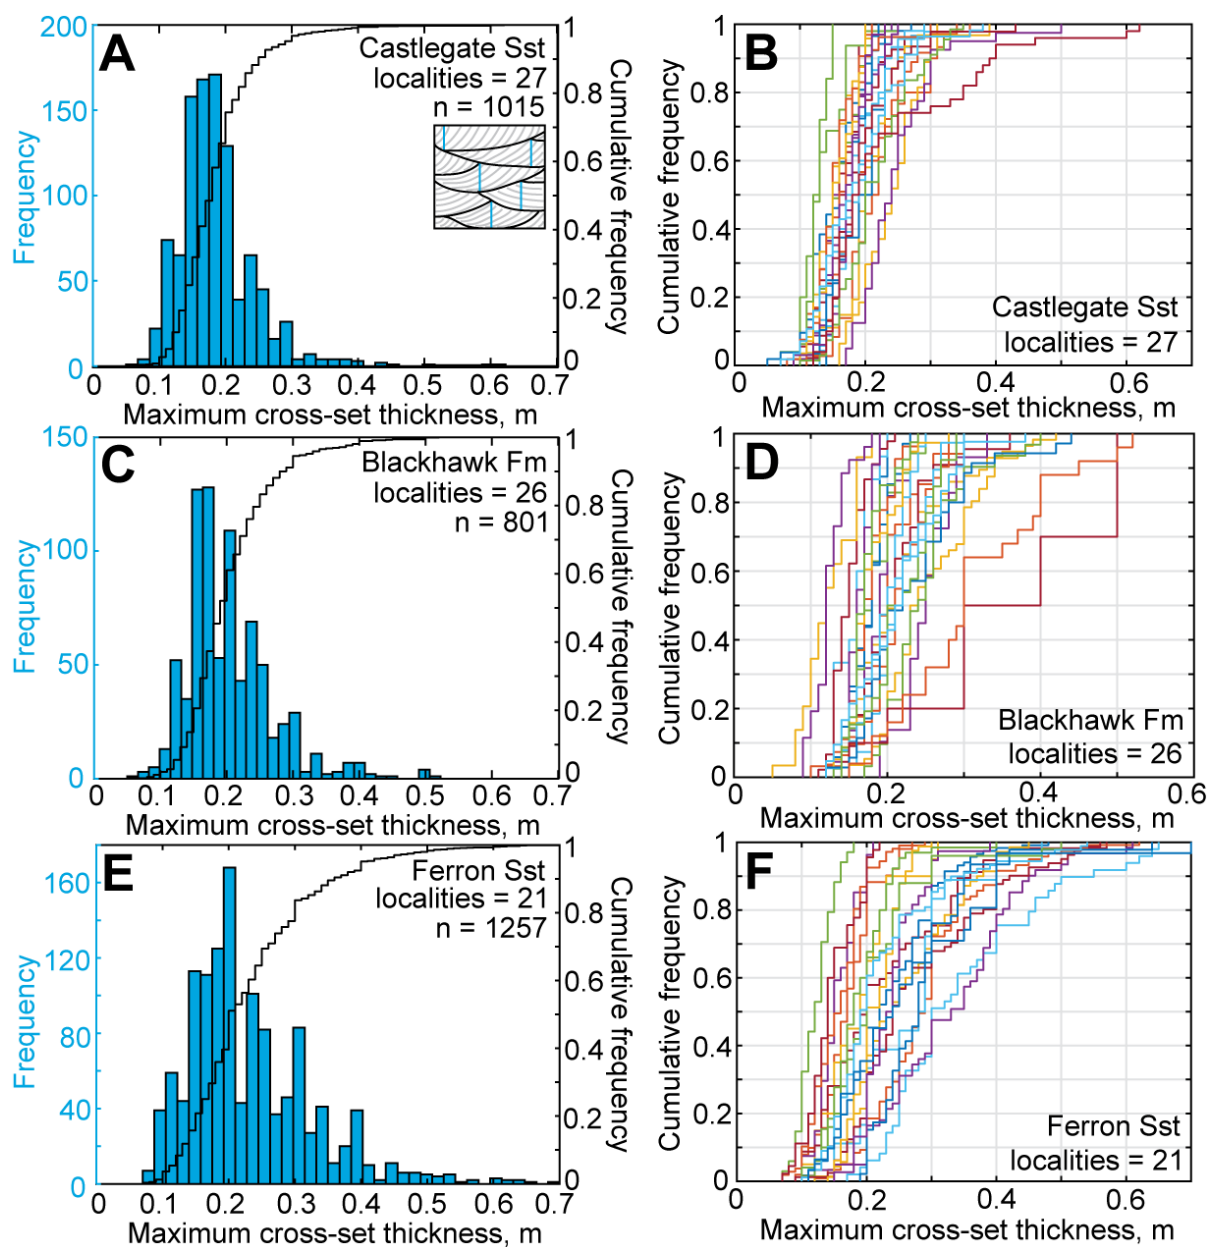 A
Castlegate Sst
localities = 27
n = 1015
Frequency
200
150
100
50
0
1
0.8
0.6
0.4
0.2
0
Cumulative frequency
0 0.1 0.2 0.3 0.4 0.5 0.6 0.7
Maximum cross-set thickness, m
B
Castlegate Sst
localities = 27
Cumulative frequency
1
0.8
0.6
0.4
0.2
0
0 0.2 0.4 0.6
Maximum cross-set thickness, m
C
Blackhawk Fm
localities = 26
n = 801
Frequency
150
100
50
0
1
0.8
0.6
0.4
0.2
0
Cumulative frequency
0 0.1 0.2 0.3 0.4 0.5 0.6 0.7
Maximum cross-set thickness, m
D
Blackhawk Fm
localities = 26
Cumulative frequency
1
0.8
0.6
0.4
0.2
0
0 0.2 0.4 0.6
Maximum cross-set thickness, m
E
Ferron Sst
localities = 21
n = 1257
Frequency
160
120
80
40
0
1
0.8
0.6
0.4
0.2
0
Cumulative frequency
0 0.1 0.2 0.3 0.4 0.5 0.6 0.7
Maximum cross-set thickness, m
F
Ferron Sst
localities = 21
Cumulative frequency
1
0.8
0.6
0.4
0.2
0
0 0.2 0.4 0.6
Maximum cross-set thickness, m